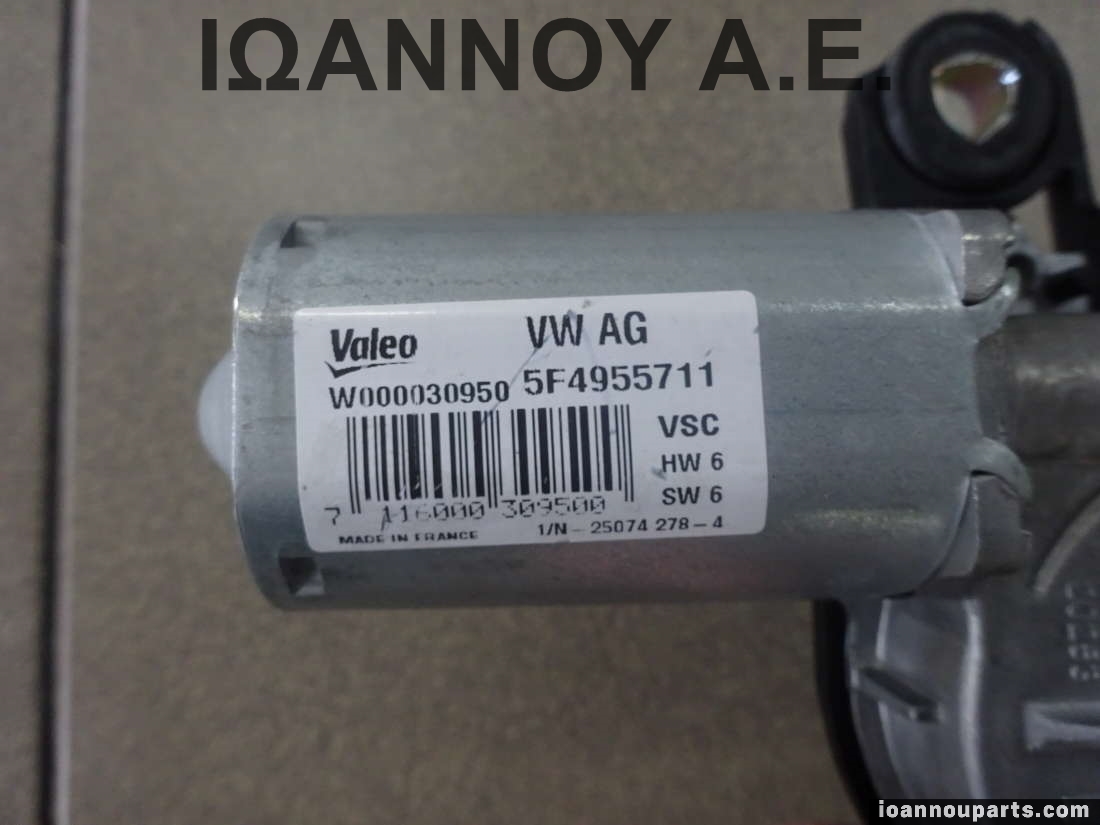 ΙΩΑΝΝΟΥ Α.Ε.
Valeo
VW AG
W000030950 5F4955711
VSC
HW 6
SW 6
7 116000 309500
MADE IN FRANCE
1/N - 25074 278-4
ioannouparts.com